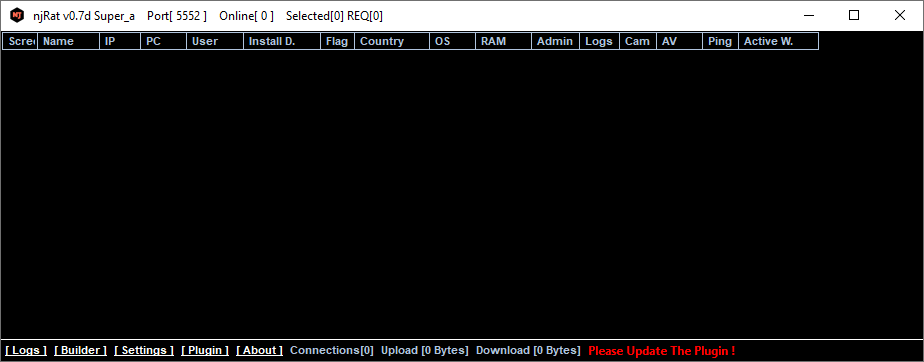 NJ njRat v0.7d Super_a Port[ 5552 ] Online[ 0 ] Selected[0] REQ[0]
Scree Name IP PC User Install D. Flag Country OS RAM Admin Logs Cam AV Ping Active W.
[ Logs ] [ Builder ] [ Settings ] [ Plugin ] [ About ] Connections[0] Upload [0 Bytes] Download [0 Bytes] Please Update The Plugin !